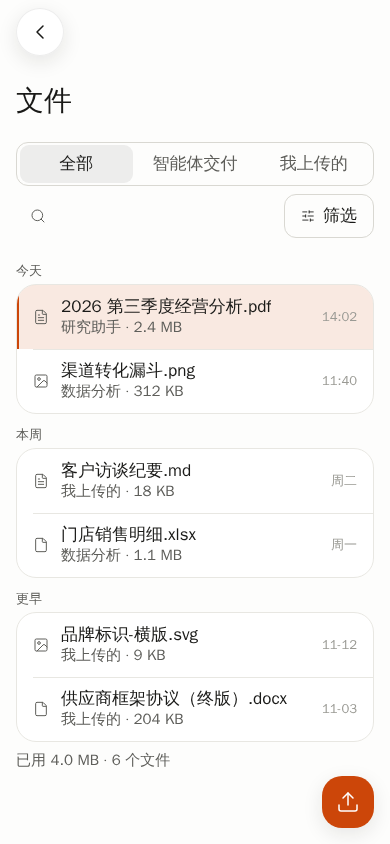 文件
全部 智能体交付 我上传的
筛选
今天
2026 第三季度经营分析.pdf 14:02
研究助手 · 2.4 MB
渠道转化漏斗.png 11:40
数据分析 · 312 KB
本周
客户访谈纪要.md 周二
我上传的 · 18 KB
门店销售明细.xlsx 周一
数据分析 · 1.1 MB
更早
品牌标识-横版.svg 11-12
我上传的 · 9 KB
供应商框架协议（终版）.docx 11-03
我上传的 · 204 KB
已用 4.0 MB · 6 个文件